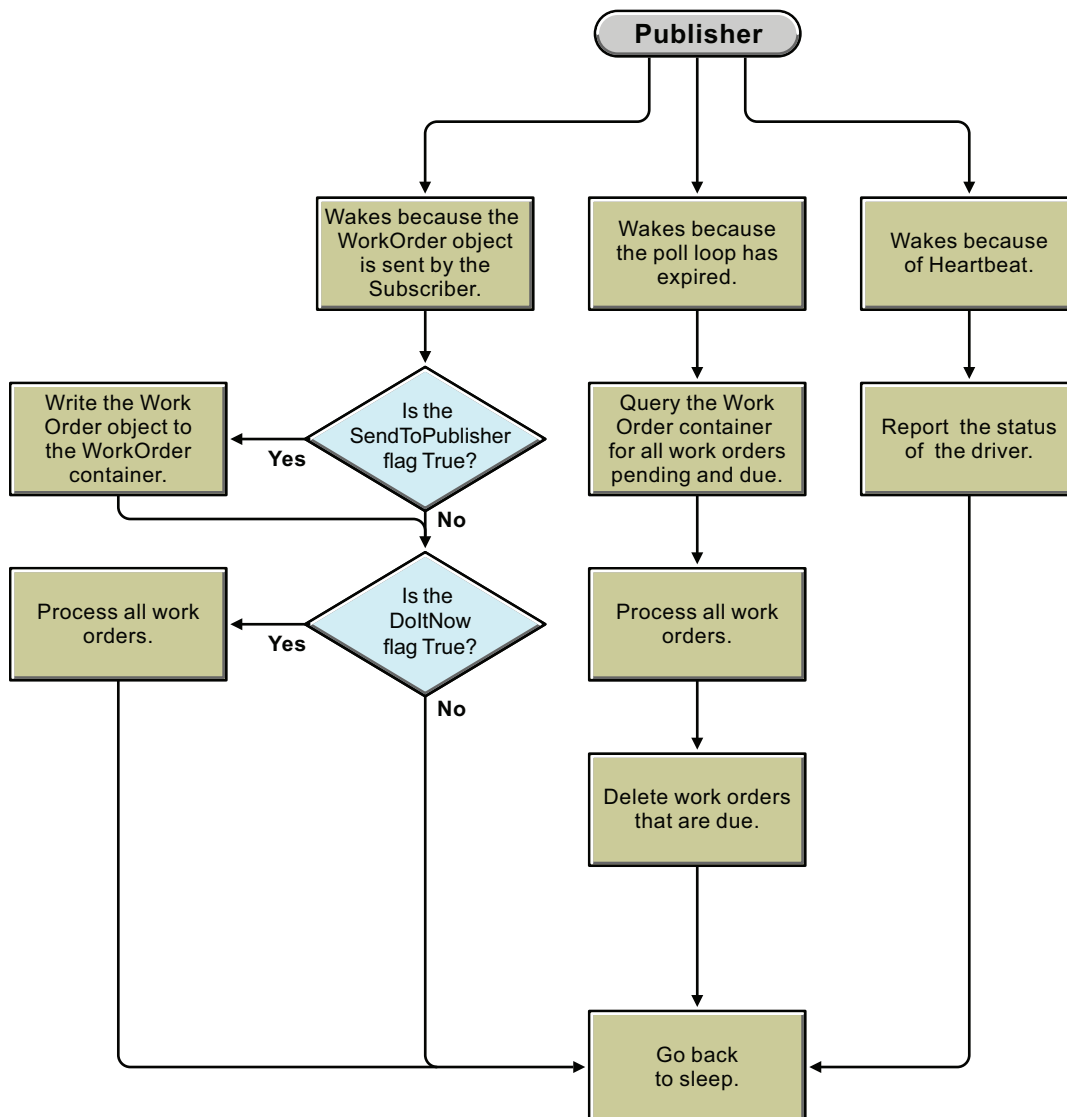 Publisher
Wakes because the
WorkOrder object
is sent by the
Subscriber.
Wakes because
the poll loop has
expired.
Wakes because
of Heartbeat.
Write the Work
Order object to
the WorkOrder
container.
Yes
Is the
SendToPublisher
flag True?
No
Query the Work
Order container
for all work orders
pending and due.
Report the status
of the driver.
Process all work
orders.
Yes
Is the
DoItNow
flag True?
No
Process all work
orders.
Delete work orders
that are due.
Go back
to sleep.